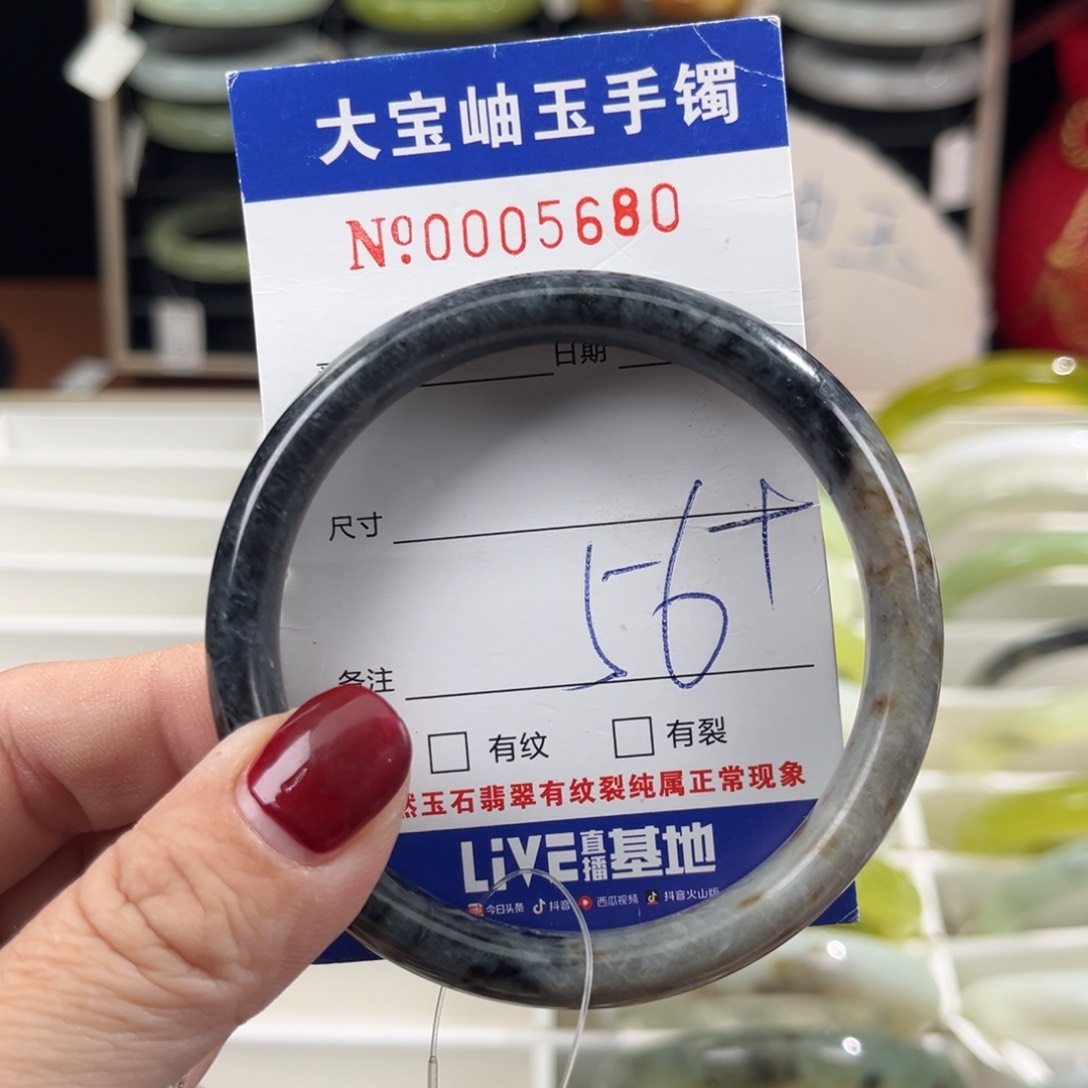 大宝岫玉手镯
№:0005680
日期
尺寸
56+
备注
有纹 有裂
然玉石翡翠有纹裂纯属正常现象
LiVE直播基地
今日头条 抖音 西瓜视频 抖音火山版